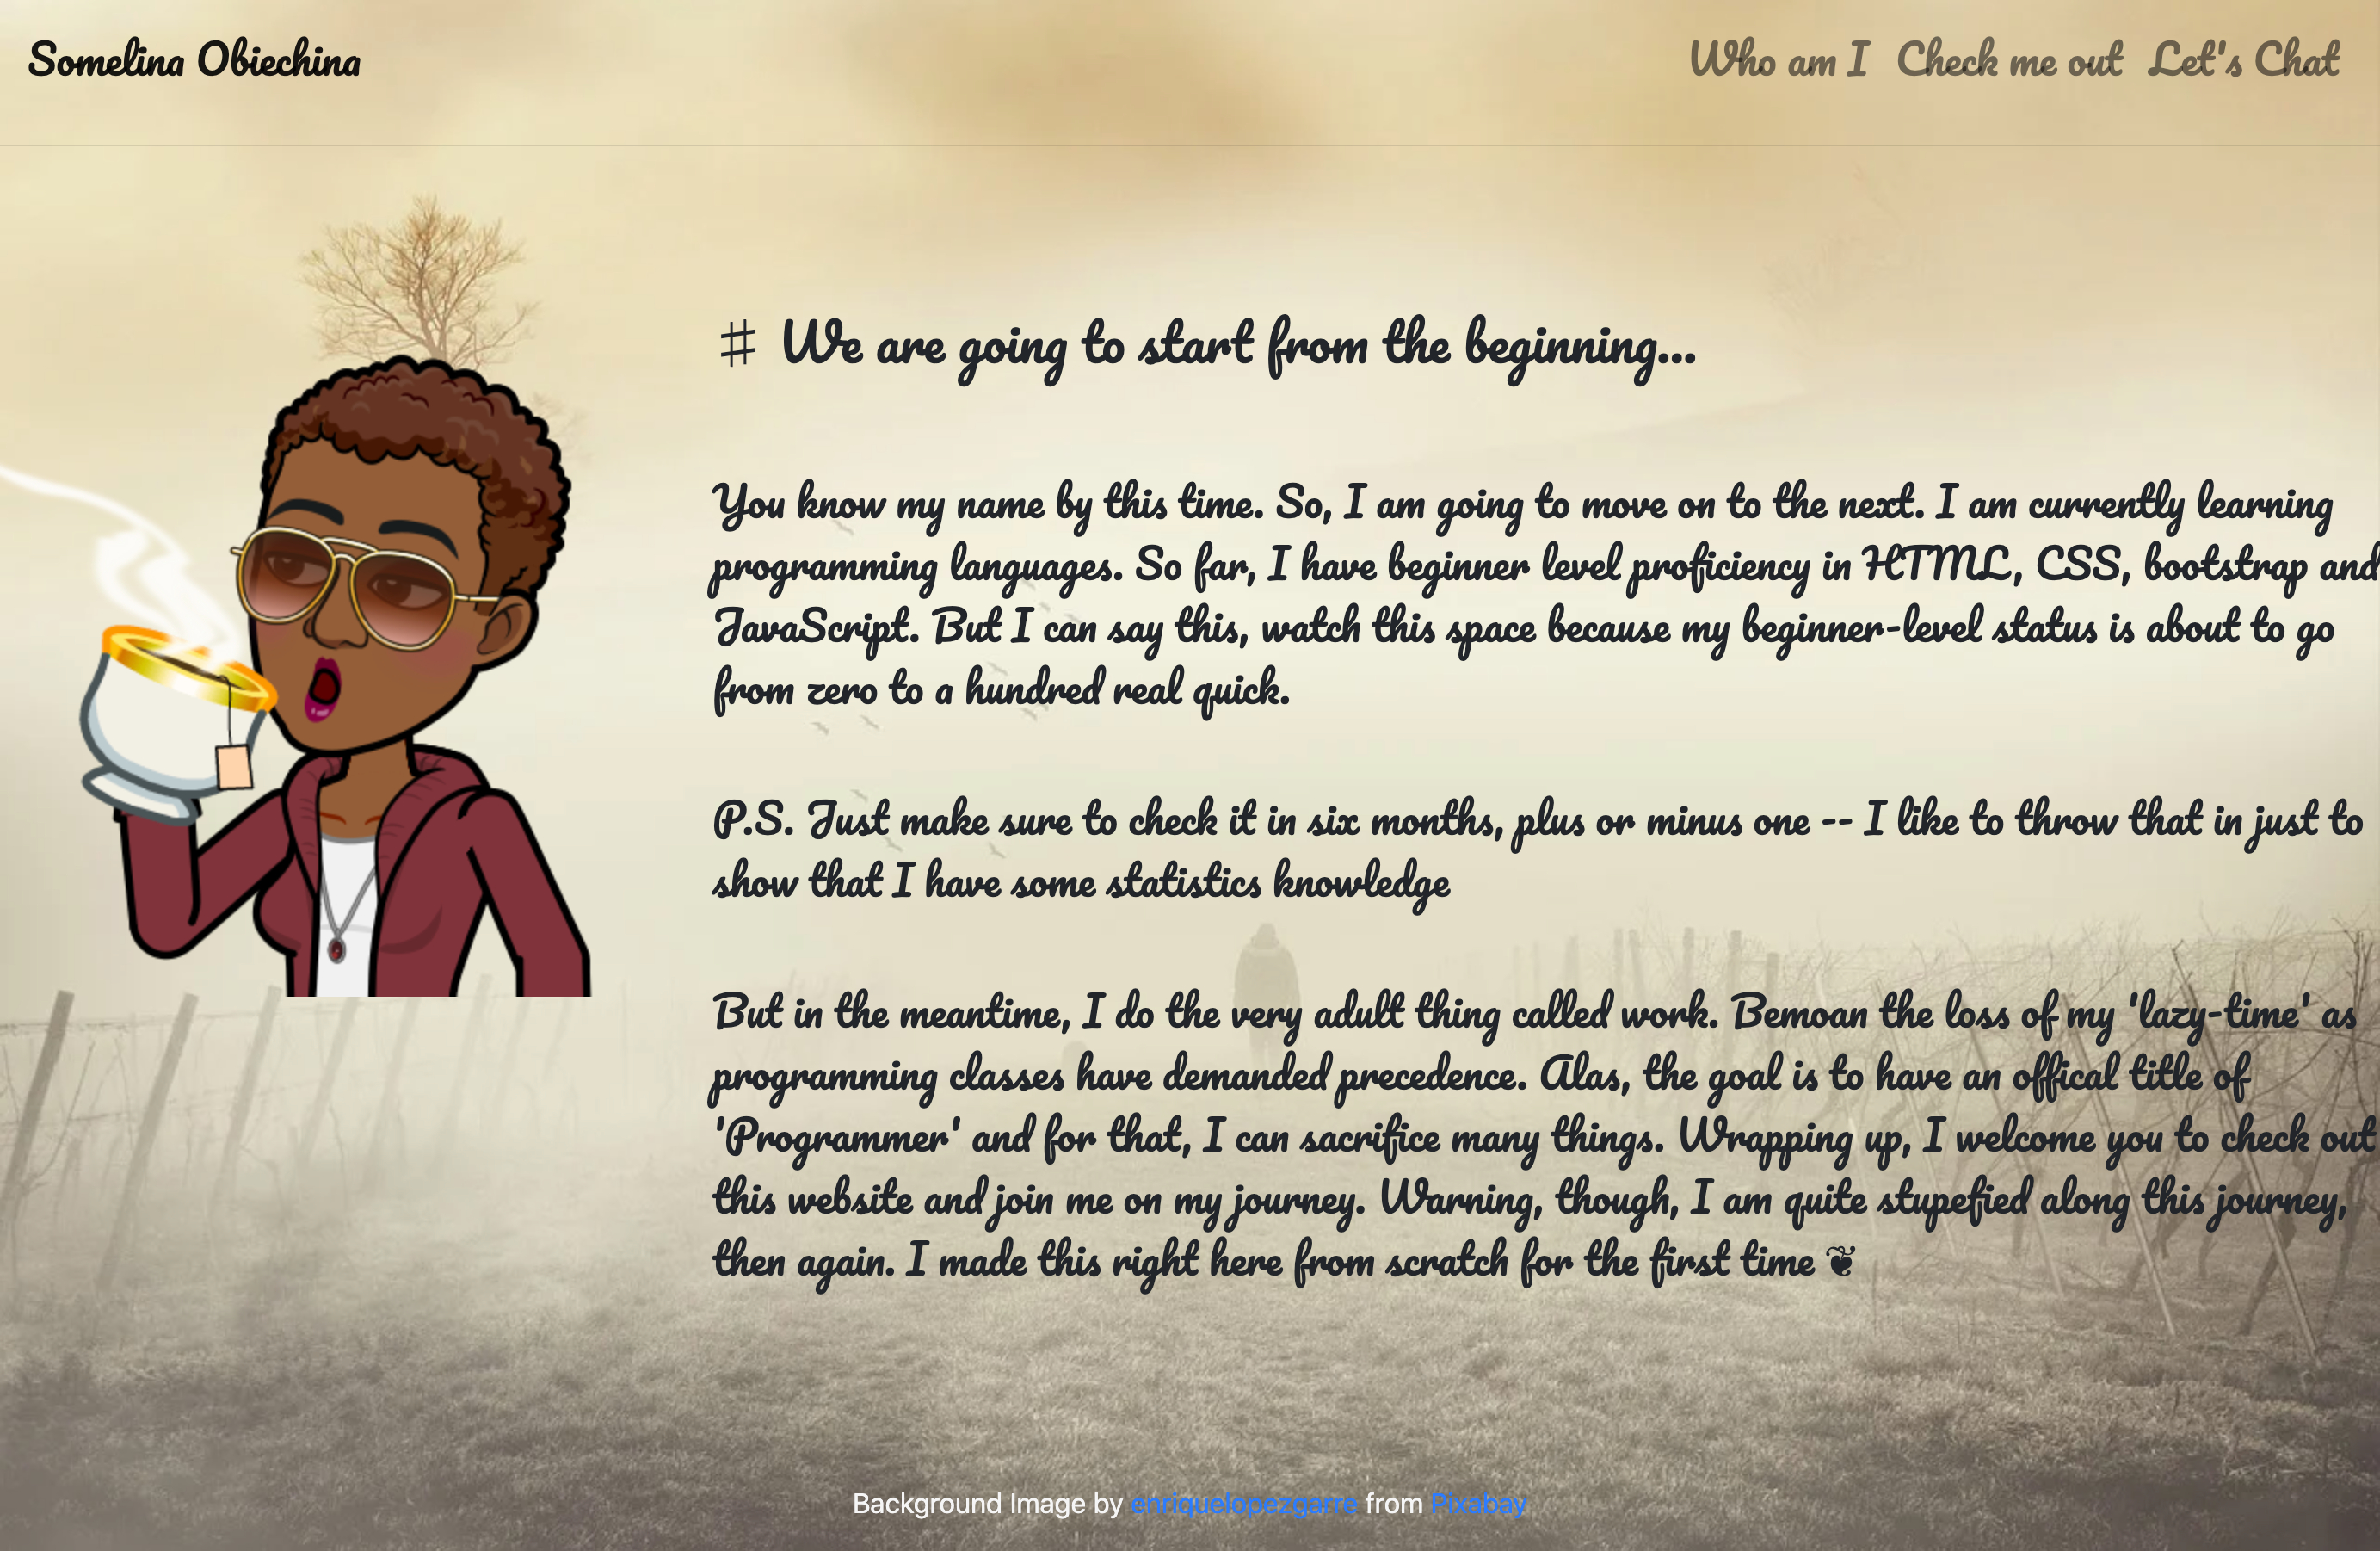 Somelina Obiechina
Who am I Check me out Let's Chat
# We are going to start from the beginning...
You know my name by this time. So, I am going to move on to the next. I am currently learning
programming languages. So far, I have beginner level proficiency in HTML, CSS, bootstrap and
JavaScript. But I can say this, watch this space because my beginner-level status is about to go
from zero to a hundred real quick.
P.S. Just make sure to check it in six months, plus or minus one -- I like to throw that in just to
show that I have some statistics knowledge
But in the meantime, I do the very adult thing called work. Bemoan the loss of my 'lazy-time' as
programming classes have demanded precedence. Alas, the goal is to have an offical title of
'Programmer' and for that, I can sacrifice many things. Wrapping up, I welcome you to check out
this website and join me on my journey. Warning, though, I am quite stupefied along this journey,
then again. I made this right here from scratch for the first time ❦
Background Image by enriquelopezgarre from Pixabay